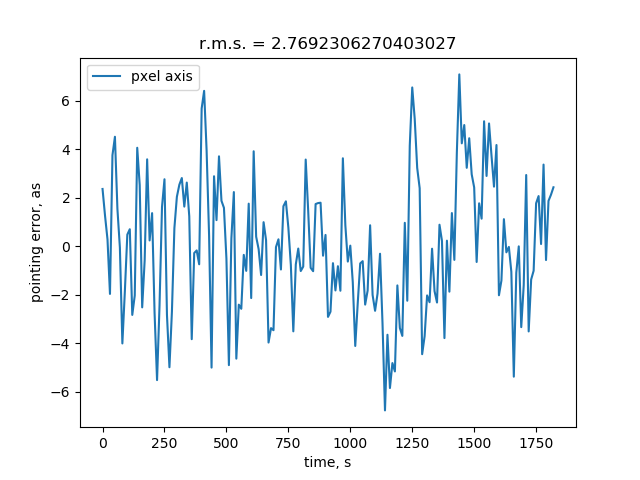 r.m.s. = 2.7692306270403027
pxel axis
pointing error, as
6
4
2
0
−2
−4
−6
0 250 500 750 1000 1250 1500 1750
time, s